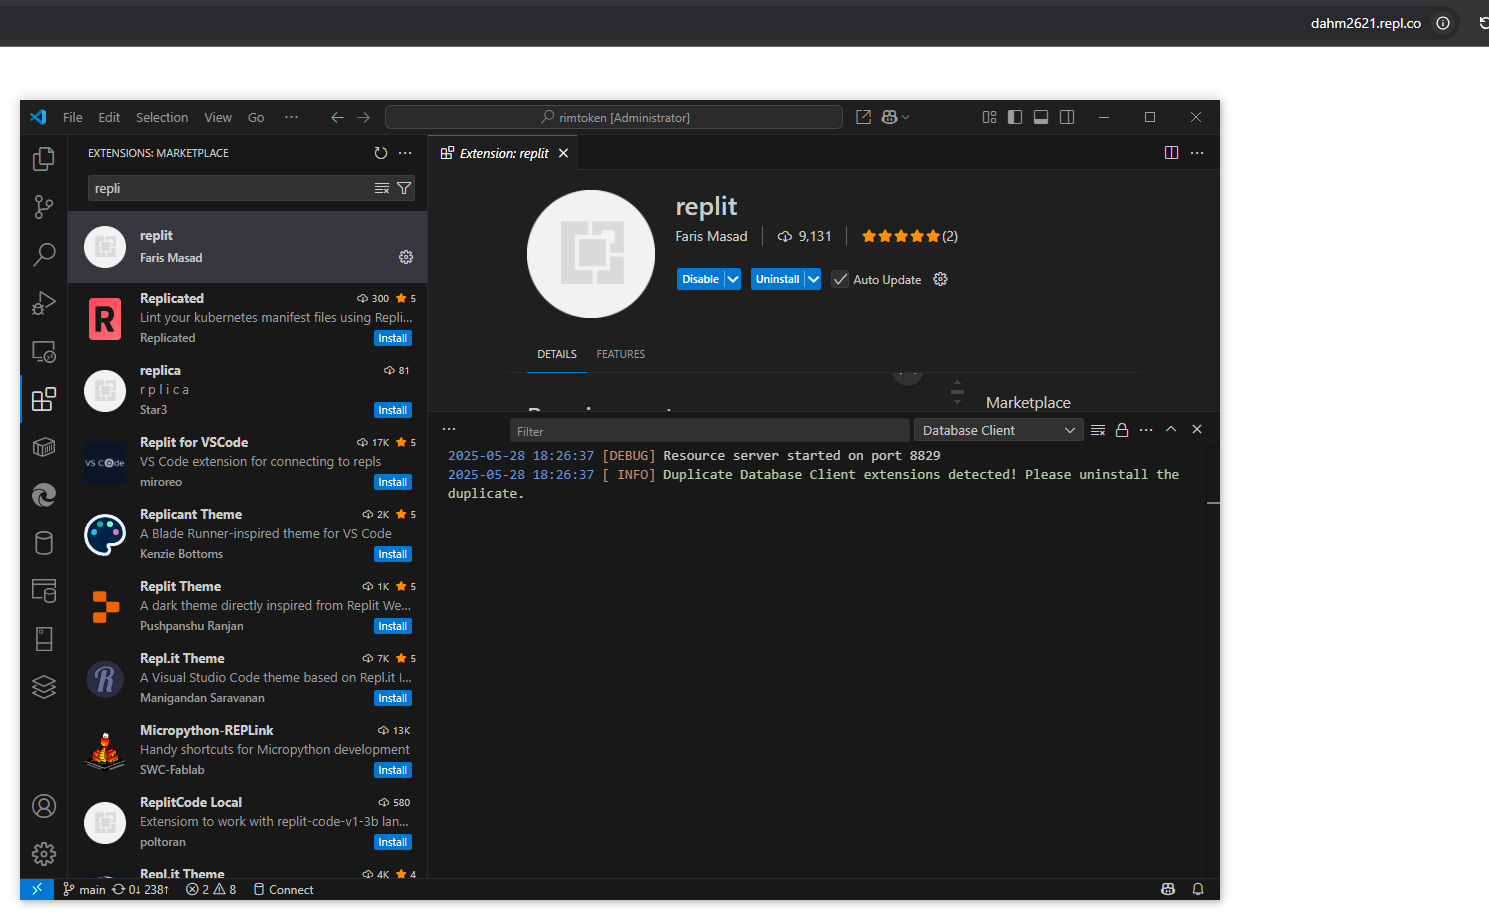 dahm2621.repl.co
File Edit Selection View Go
rimtoken [Administrator]
EXTENSIONS: MARKETPLACE
repli
replit
Faris Masad
Replicated 300 5
Lint your kubernetes manifest files using Repli...
Replicated Install
replica 81
r p l i c a
Star3 Install
Replit for VSCode 17K 5
VS Code extension for connecting to repls
miroreo Install
VS C de
Replicant Theme 2K 5
A Blade Runner-inspired theme for VS Code
Kenzie Bottoms Install
Replit Theme 1K 5
A dark theme directly inspired from Replit We...
Pushpanshu Ranjan Install
Repl.it Theme 7K 5
A Visual Studio Code theme based on Repl.it I...
Manigandan Saravanan Install
Micropython-REPLink 13K
Handy shortcuts for Micropython development
SWC-Fablab Install
ReplitCode Local 580
Extensiom to work with replit-code-v1-3b lan...
poltoran Install
Repl.it Theme 4K 4
Extension: replit
replit
Faris Masad 9,131 (2)
Disable Uninstall Auto Update
DETAILS FEATURES
Marketplace
Filter Database Client
2025-05-28 18:26:37 [DEBUG] Resource server started on port 8829
2025-05-28 18:26:37 [ INFO] Duplicate Database Client extensions detected! Please uninstall the
duplicate.
main 0↓ 238↑ 2 8 Connect